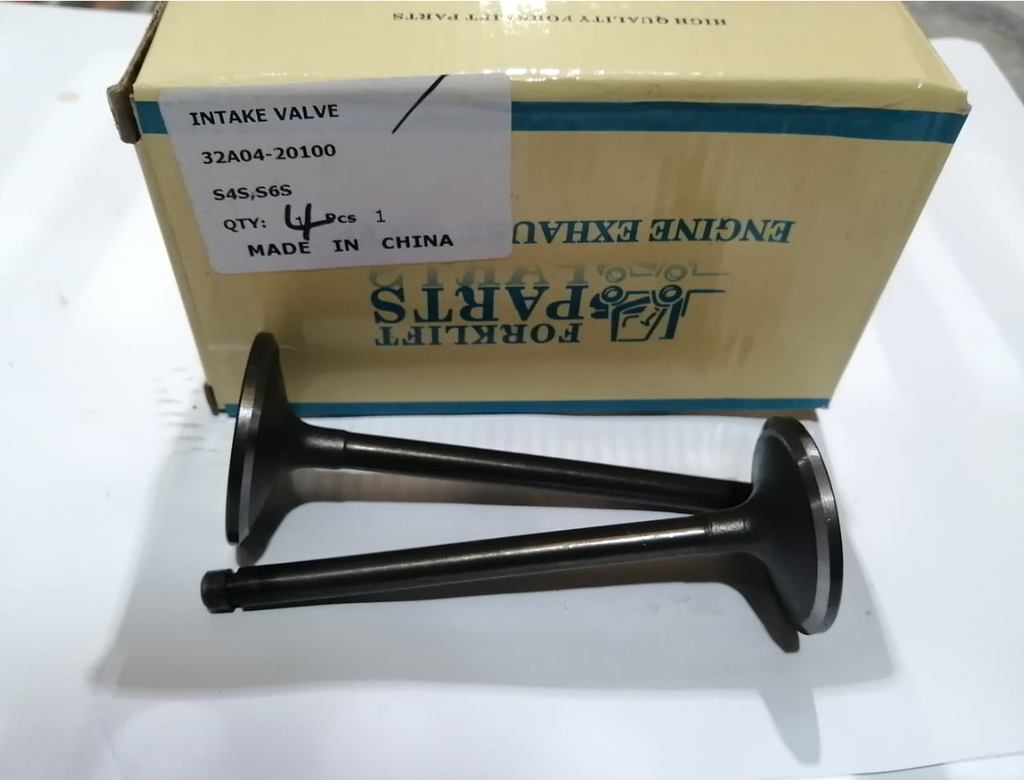 HIGH QUALITY FORKLIFT PARTS
INTAKE VALVE
32A04-20100
S4S,S6S
QTY: 4 Pcs 1
MADE IN CHINA
ENGINE EXHAU
PARTS
FORKLIFT